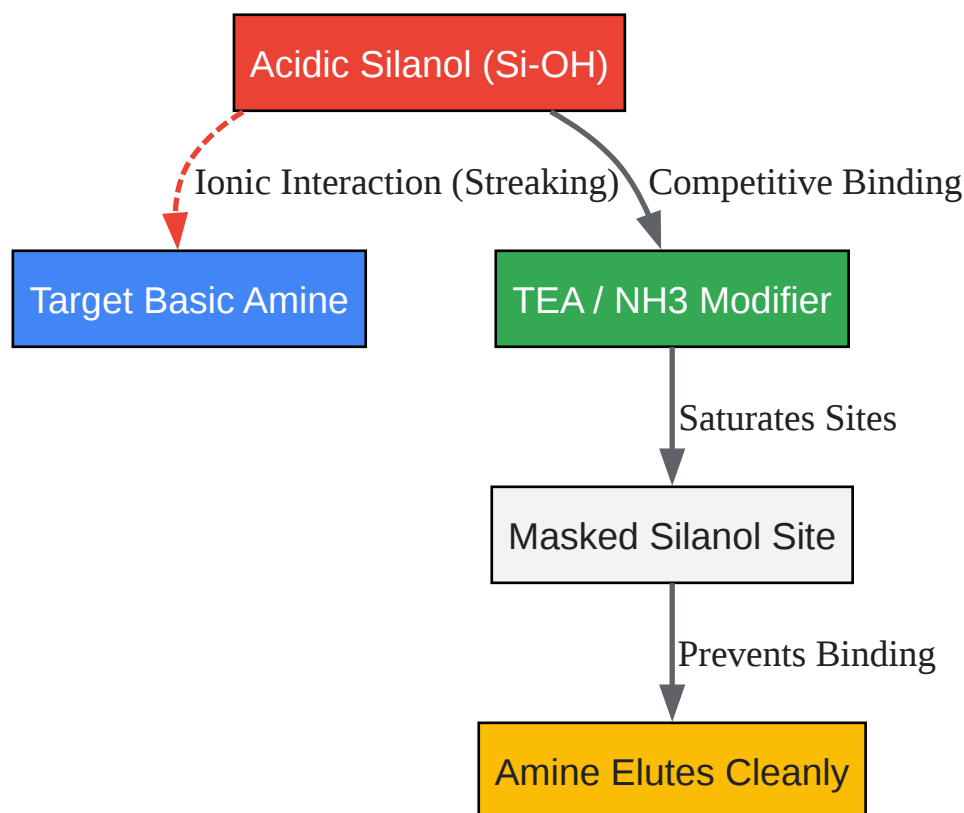 Acidic Silanol (Si-OH)
Ionic Interaction (Streaking)
Competitive Binding
Target Basic Amine
TEA / NH3 Modifier
Saturates Sites
Masked Silanol Site
Prevents Binding
Amine Elutes Cleanly